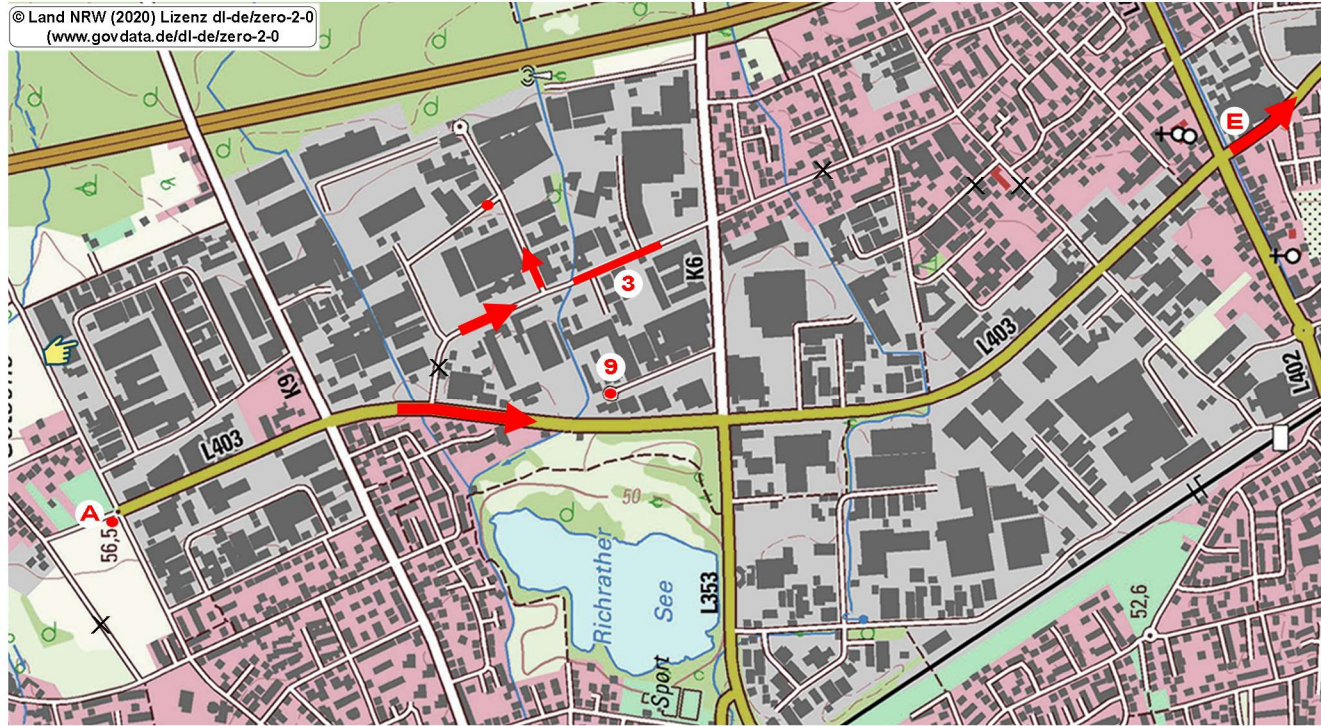 © Land NRW (2020) Lizenz dl-de/zero-2-0
(www.govdata.de/dl-de/zero-2-0
E
3
K6
9
L403
L402
K9
L403
A
56,5
50
Richrather
See
L353
52,6
Sport